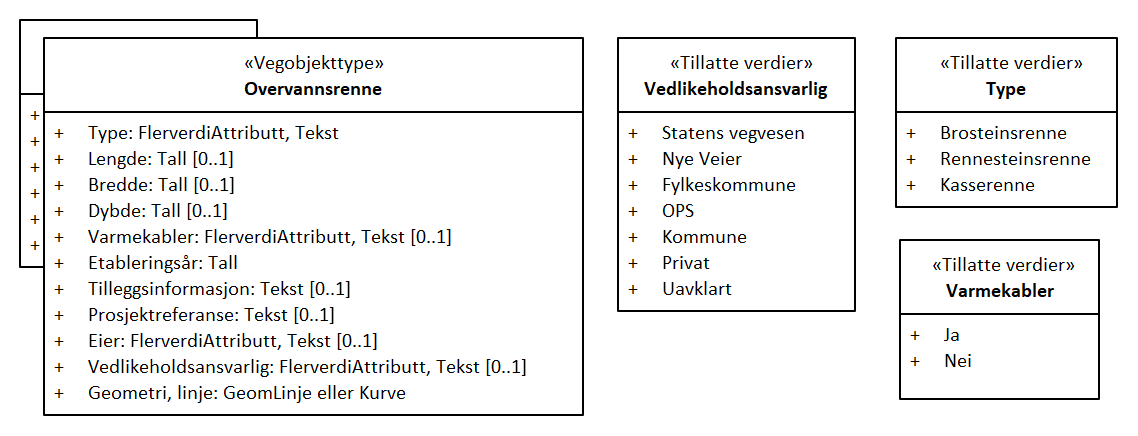 «Vegobjekttype»
Overvannsrenne
+ Type: FlerverdiAttributt, Tekst
+ Lengde: Tall [0..1]
+ Bredde: Tall [0..1]
+ Dybde: Tall [0..1]
+ Varmekabler: FlerverdiAttributt, Tekst [0..1]
+ Etableringsår: Tall
+ Tilleggsinformasjon: Tekst [0..1]
+ Prosjektreferanse: Tekst [0..1]
+ Eier: FlerverdiAttributt, Tekst [0..1]
+ Vedlikeholdsansvarlig: FlerverdiAttributt, Tekst [0..1]
+ Geometri, linje: GeomLinje eller Kurve
+
+
+
+
+
+
«Tillatte verdier»
Vedlikeholdsansvarlig
+ Statens vegvesen
+ Nye Veier
+ Fylkeskommune
+ OPS
+ Kommune
+ Privat
+ Uavklart
«Tillatte verdier»
Type
+ Brosteinsrenne
+ Rennesteinsrenne
+ Kasserenne
«Tillatte verdier»
Varmekabler
+ Ja
+ Nei